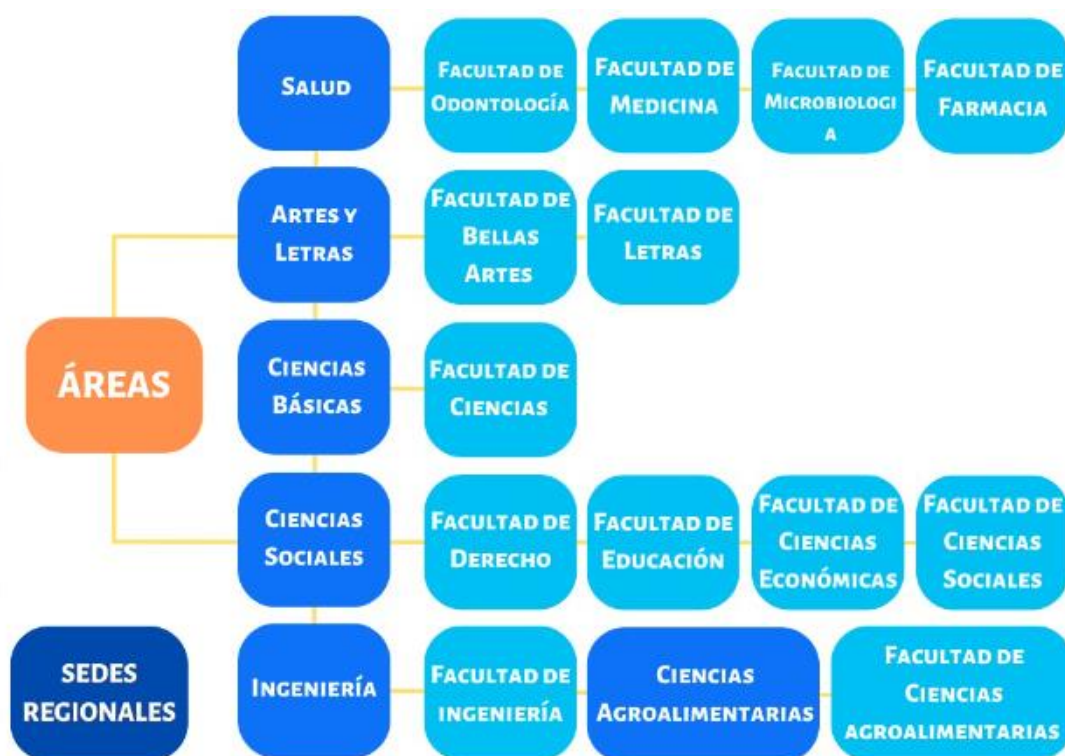 SALUD
FACULTAD DE
ODONTOLOGÍA
FACULTAD DE
MEDICINA
FACULTAD DE
MICROBIOLOGI
A
FACULTAD DE
FARMACIA
ARTES Y
LETRAS
FACULTAD DE
BELLAS
ARTES
FACULTAD DE
LETRAS
ÁREAS
CIENCIAS
BÁSICAS
FACULTAD DE
CIENCIAS
CIENCIAS
SOCIALES
FACULTAD DE
DERECHO
FACULTAD DE
EDUCACIÓN
FACULTAD DE
CIENCIAS
ECONÓMICAS
FACULTAD DE
CIENCIAS
SOCIALES
SEDES
REGIONALES
INGENIERÍA
FACULTAD DE
INGENIERÍA
CIENCIAS
AGROALIMENTARIAS
FACULTAD DE
CIENCIAS
AGROALIMENTARIAS